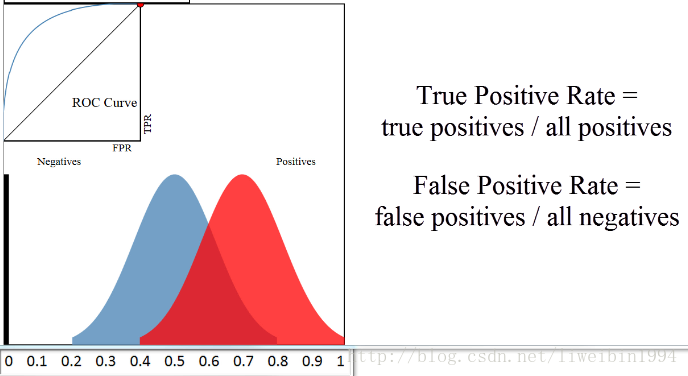 ROC Curve
TPR
FPR
Negatives
Positives
True Positive Rate =
true positives / all positives
False Positive Rate =
false positives / all negatives
0 0.1 0.2 0.3 0.4 0.5 0.6 0.7 0.8 0.9 1
http://blog.csdn.net/liweibin1994